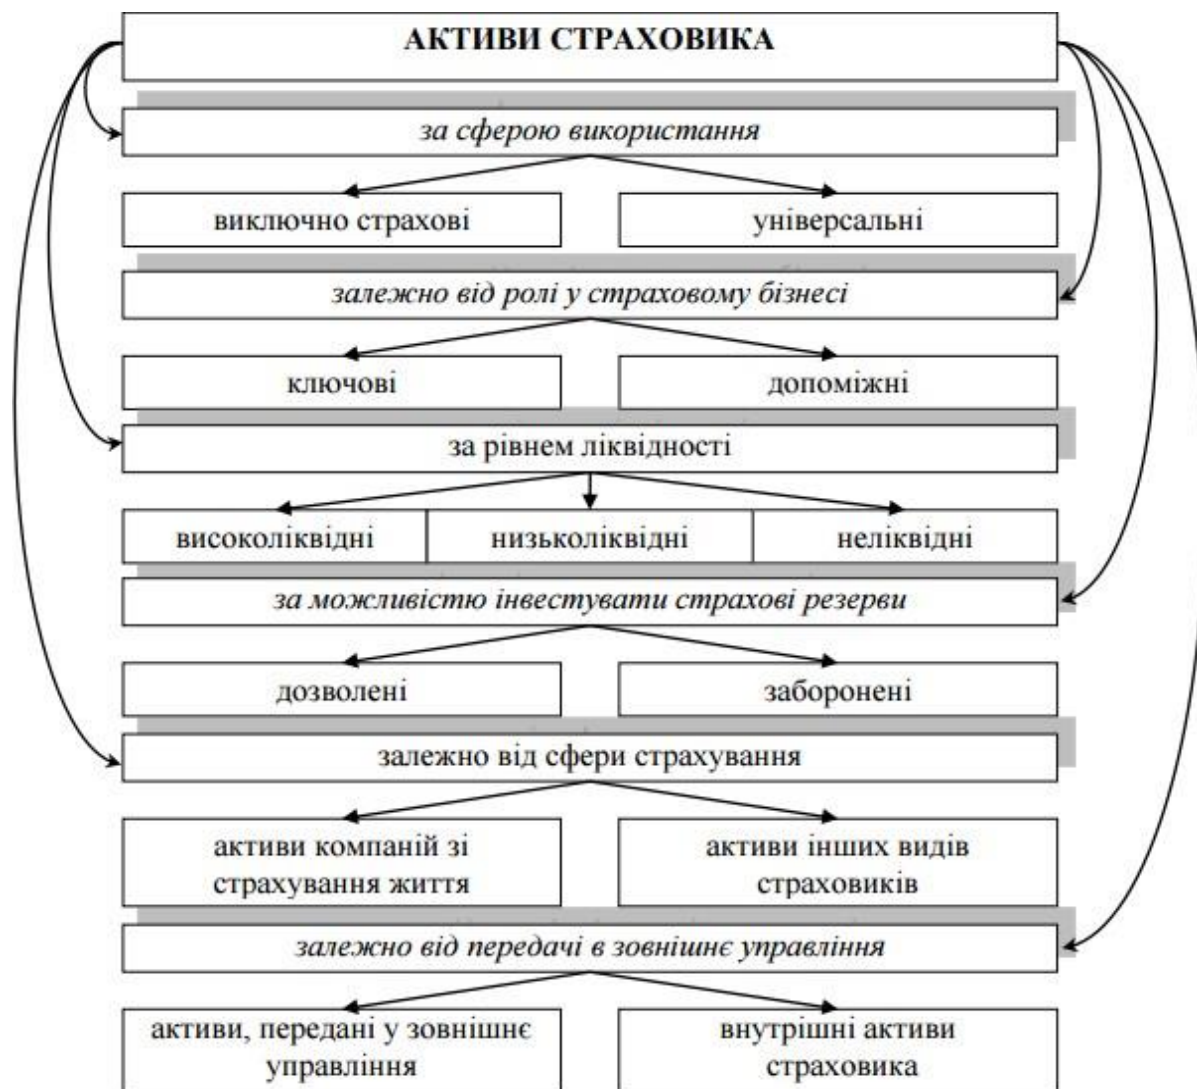 АКТИВИ СТРАХОВИКА
за сферою використання
виключно страхові
універсальні
залежно від ролі у страховому бізнесі
ключові
допоміжні
за рівнем ліквідності
високоліквідні
низьколіквідні
неліквідні
за можливістю інвестувати страхові резерви
дозволені
заборонені
залежно від сфери страхування
активи компаній зі
страхування життя
активи інших видів
страховиків
залежно від передачі в зовнішнє управління
активи, передані у зовнішнє
управління
внутрішні активи
страховика